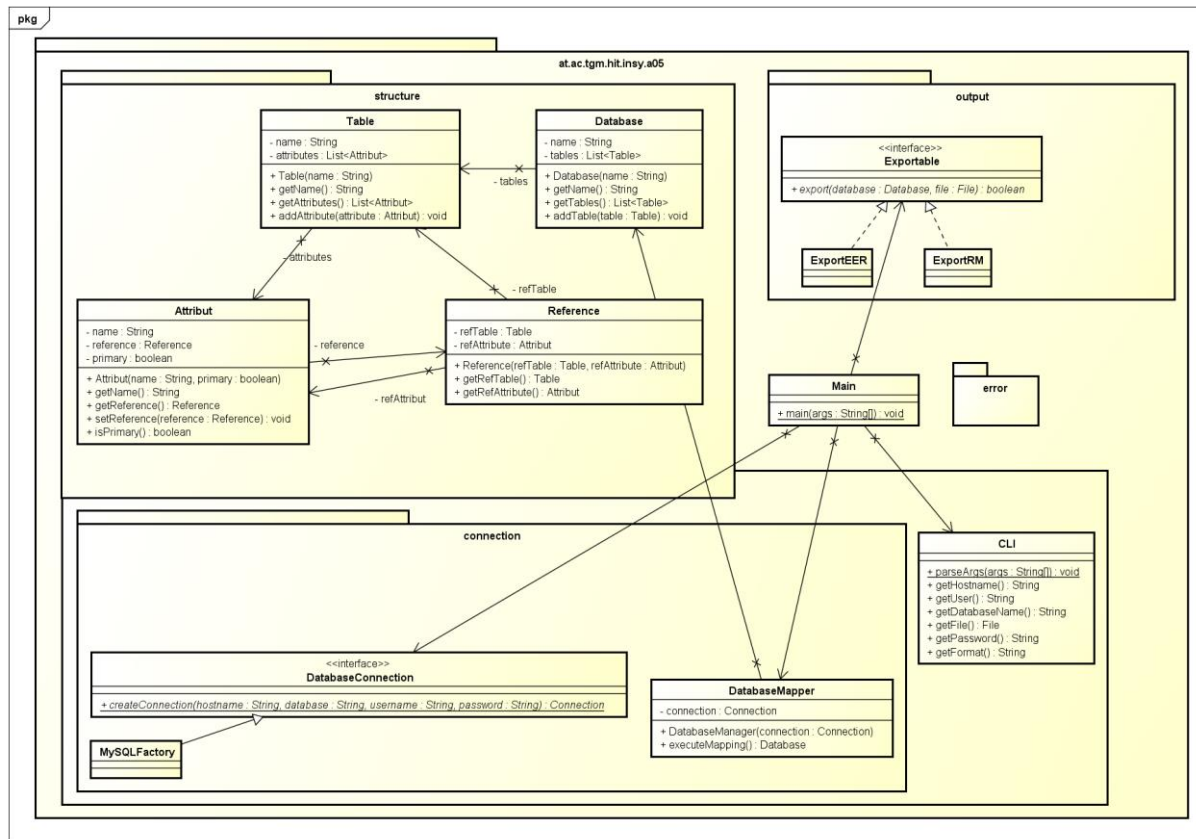 pkg
at.ac.tgm.hit.insy.a05
structure
Table
- name : String
- attributes : List<Attribut>
+ Table(name : String)
+ getName() : String
+ getAttributes() : List<Attribut>
+ addAttribute(attribute : Attribut) : void
Database
- name : String
- tables : List<Table>
+ Database(name : String)
+ getName() : String
+ getTables() : List<Table>
+ addTable(table : Table) : void
- tables
- attributes
- refTable
Attribut
- name : String
- reference : Reference
- primary : boolean
+ Attribut(name : String, primary : boolean)
+ getName() : String
+ getReference() : Reference
+ setReference(reference : Reference) : void
+ isPrimary() : boolean
- reference
- refAttribut
Reference
- refTable : Table
- refAttribute : Attribut
+ Reference(refTable : Table, refAttribute : Attribut)
+ getRefTable() : Table
+ getRefAttribute() : Attribut
output
<<interface>>
Exportable
+ export(database : Database, file : File) : boolean
ExportEER
ExportRM
Main
+ main(args : String[]) : void
error
connection
<<interface>>
DatabaseConnection
+ createConnection(hostname : String, database : String, username : String, password : String) : Connection
MySQLFactory
DatabaseMapper
- connection : Connection
+ DatabaseManager(connection : Connection)
+ executeMapping() : Database
CLI
+ parseArgs(args : String[]) : void
+ getHostname() : String
+ getUser() : String
+ getDatabaseName() : String
+ getFile() : File
+ getPassword() : String
+ getFormat() : String